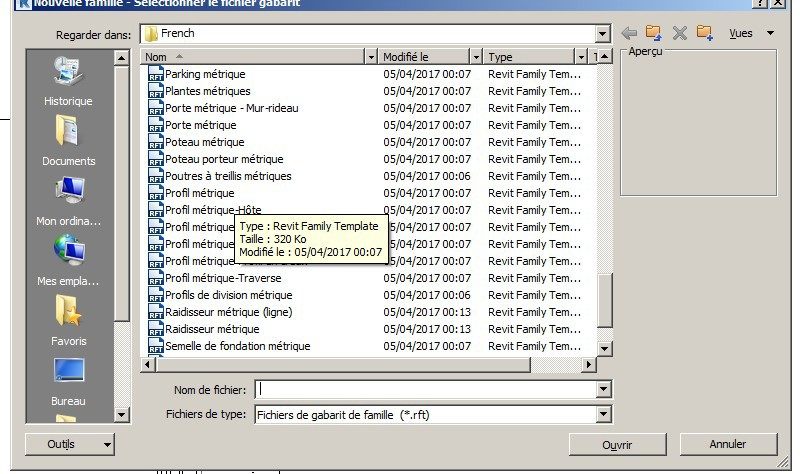 Nouvelle famille - Sélectionner le fichier gabarit
Regarder dans: French Vues
Nom Modifié le Type T
Aperçu
Parking métrique 05/04/2017 00:07 Revit Family Tem...
Plantes métriques 05/04/2017 00:07 Revit Family Tem...
Porte métrique - Mur-rideau 05/04/2017 00:07 Revit Family Tem...
Porte métrique 05/04/2017 00:07 Revit Family Tem...
Poteau métrique 05/04/2017 00:07 Revit Family Tem...
Poteau porteur métrique 05/04/2017 00:07 Revit Family Tem...
Poutres à treillis métriques 05/04/2017 00:06 Revit Family Tem...
Profil métrique 05/04/2017 00:07 Revit Family Tem...
Profil métrique-Hôte 05/04/2017 00:07 Revit Family Tem...
Profil métrique 05/04/2017 00:07 Revit Family Tem...
Profil métrique 05/04/2017 00:07 Revit Family Tem...
Profil métrique 05/04/2017 00:07 Revit Family Tem...
Profil métrique-Traverse 05/04/2017 00:07 Revit Family Tem...
Profils de division métrique 05/04/2017 00:06 Revit Family Tem...
Raidisseur métrique (ligne) 05/04/2017 00:13 Revit Family Tem...
Raidisseur métrique 05/04/2017 00:13 Revit Family Tem...
Semelle de fondation métrique 05/04/2017 00:07 Revit Family Tem...
Type : Revit Family Template
Taille : 320 Ko
Modifié le : 05/04/2017 00:07
Historique
Documents
Mon ordina...
Mes empla...
Favoris
Bureau
Nom de fichier:
Fichiers de type: Fichiers de gabarit de famille (*.rft)
Outils Ouvrir Annuler